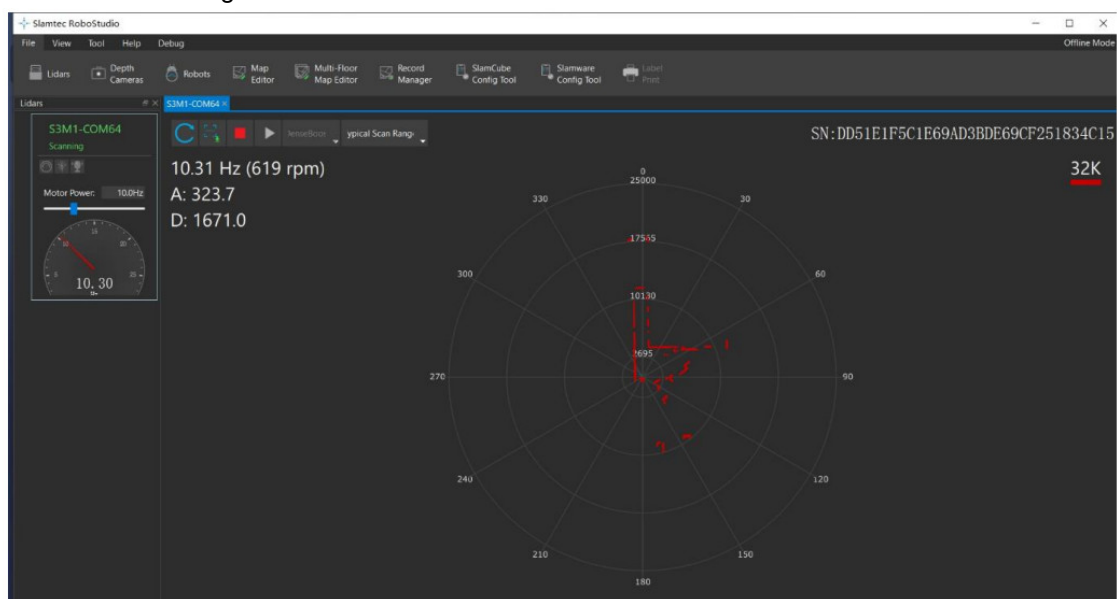 Slamtec RoboStudio
File View Tool Help Debug Offline Mode
Lidars Depth Cameras Robots Map Editor Multi-Floor Map Editor Record Manager SlamCube Config Tool Slamware Config Tool Label Print
Lidars S3M1-COM64
S3M1-COM64
Scanning
Motor Power: 10.0Hz
10.30
ypical Scan Rang
SN:DD51E1F5C1E69AD3BDE69CF251834C15
10.31 Hz (619 rpm)
32K
A: 323.7
D: 1671.0
0
25000
330
30
17565
300
60
10130
2695
270
90
240
120
210
150
180